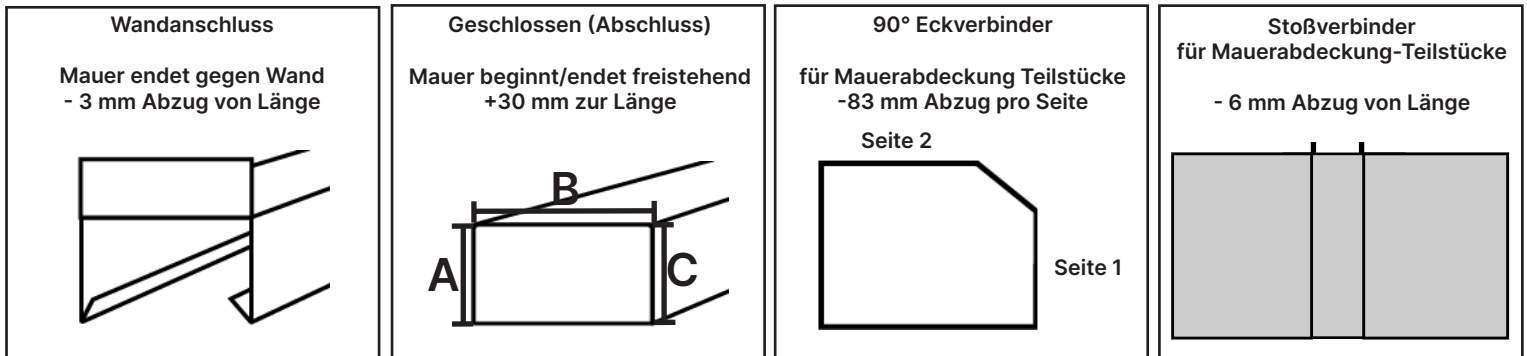 Wandanschluss
Mauer endet gegen Wand
- 3 mm Abzug von Länge
Geschlossen (Abschluss)
Mauer beginnt/endet freistehend
+30 mm zur Länge
B
A
C
90° Eckverbinder
für Mauerabdeckung Teilstücke
-83 mm Abzug pro Seite
Seite 2
Seite 1
Stoßverbinder
für Mauerabdeckung-Teilstücke
- 6 mm Abzug von Länge